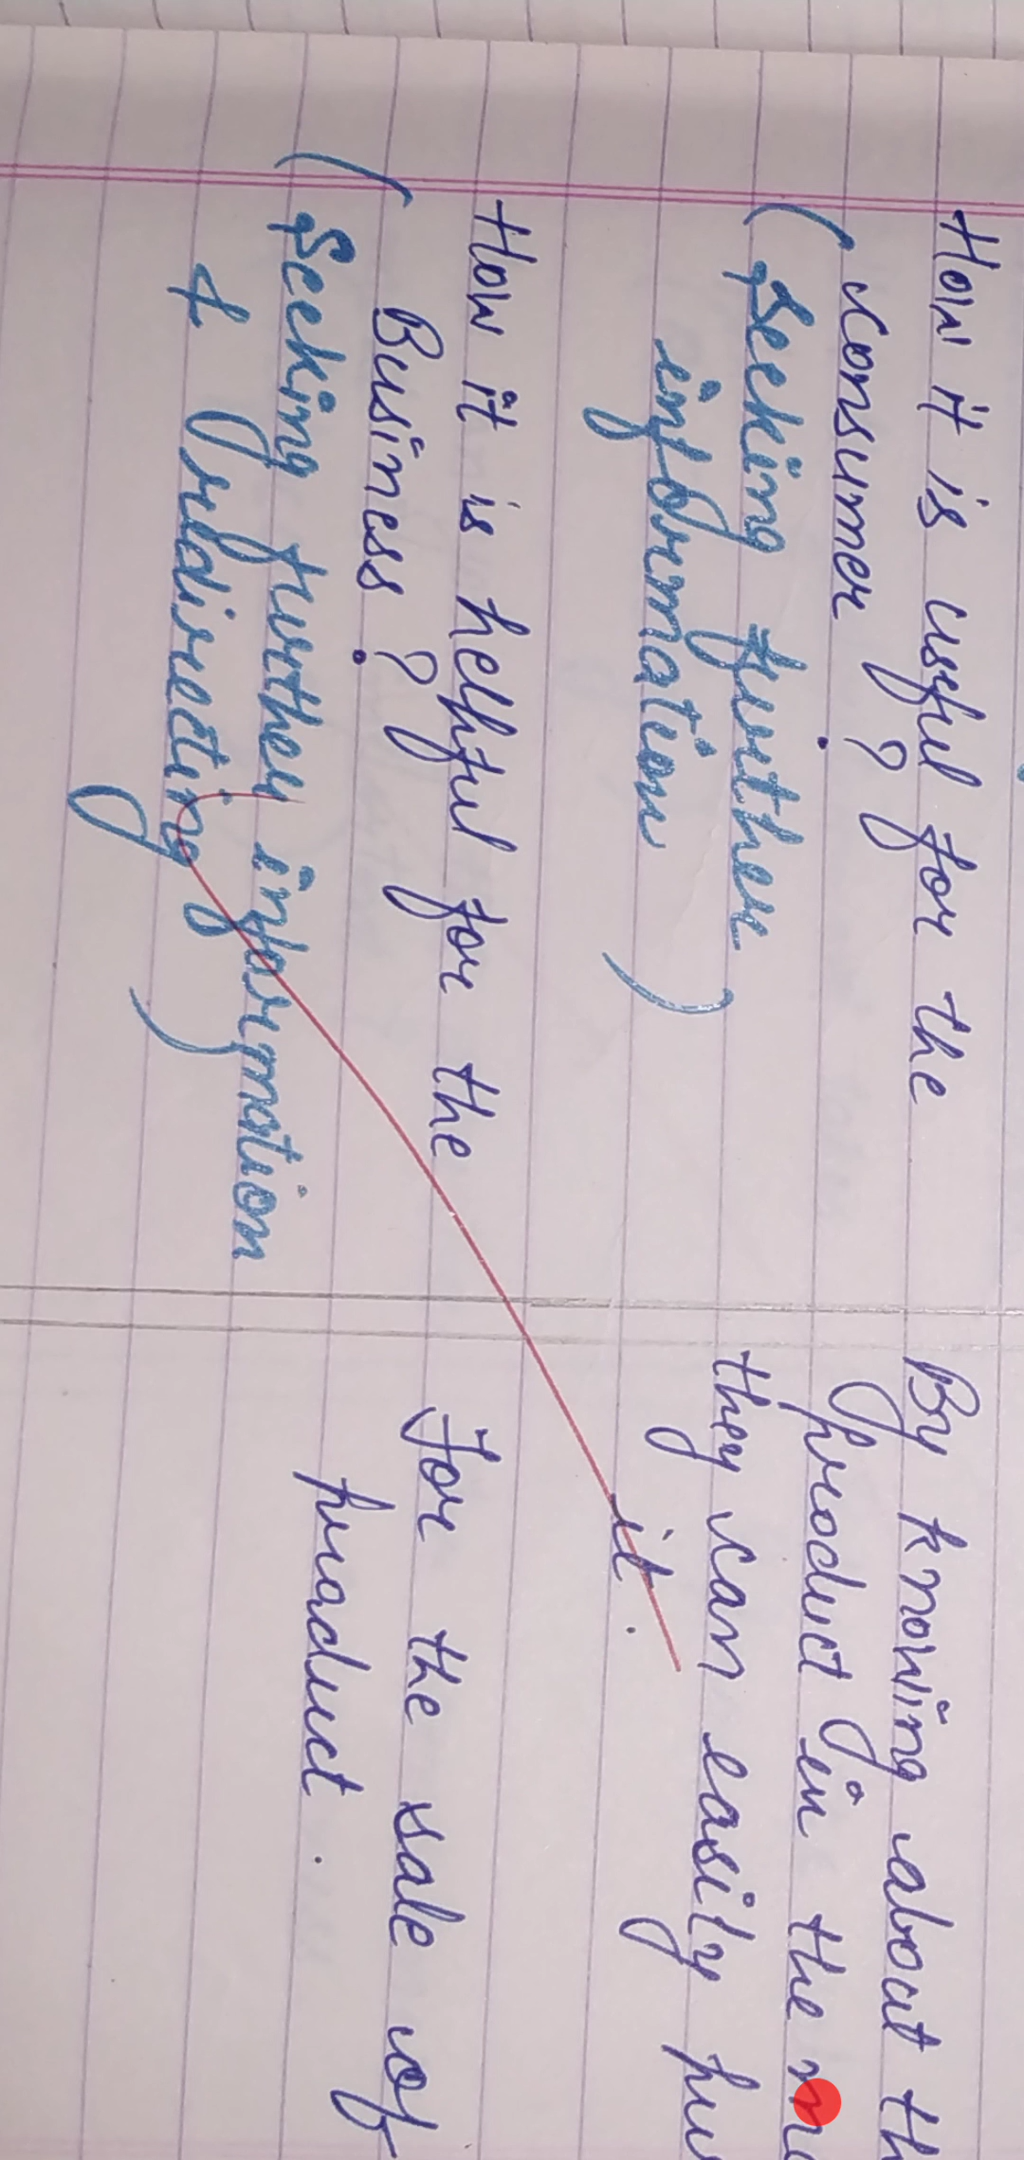 How it is useful for the
consumer ?
( Seeking further
information )
By knowing about
product in the
they can easily
it .
How it is helpful for the
Business ?
( Seeking further information
& redirecting )
For the sale of
product .